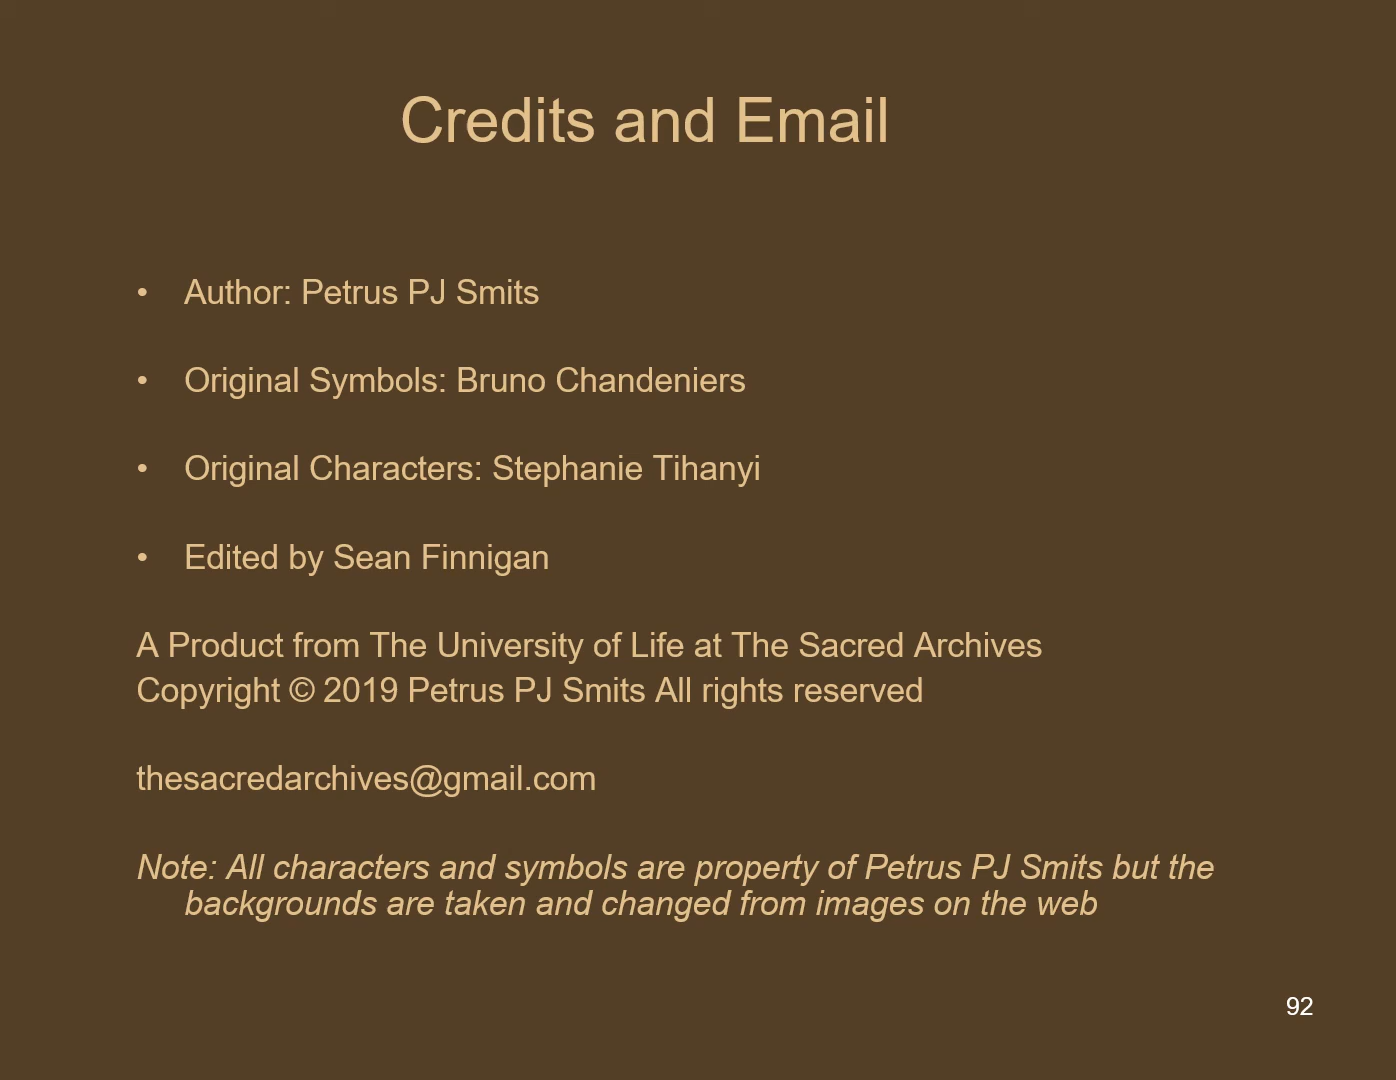 Credits and Email
• Author: Petrus PJ Smits
• Original Symbols: Bruno Chandeniers
• Original Characters: Stephanie Tihanyi
• Edited by Sean Finnigan
A Product from The University of Life at The Sacred Archives
Copyright © 2019 Petrus PJ Smits All rights reserved
thesacredarchives@gmail.com
Note: All characters and symbols are property of Petrus PJ Smits but the
backgrounds are taken and changed from images on the web
92